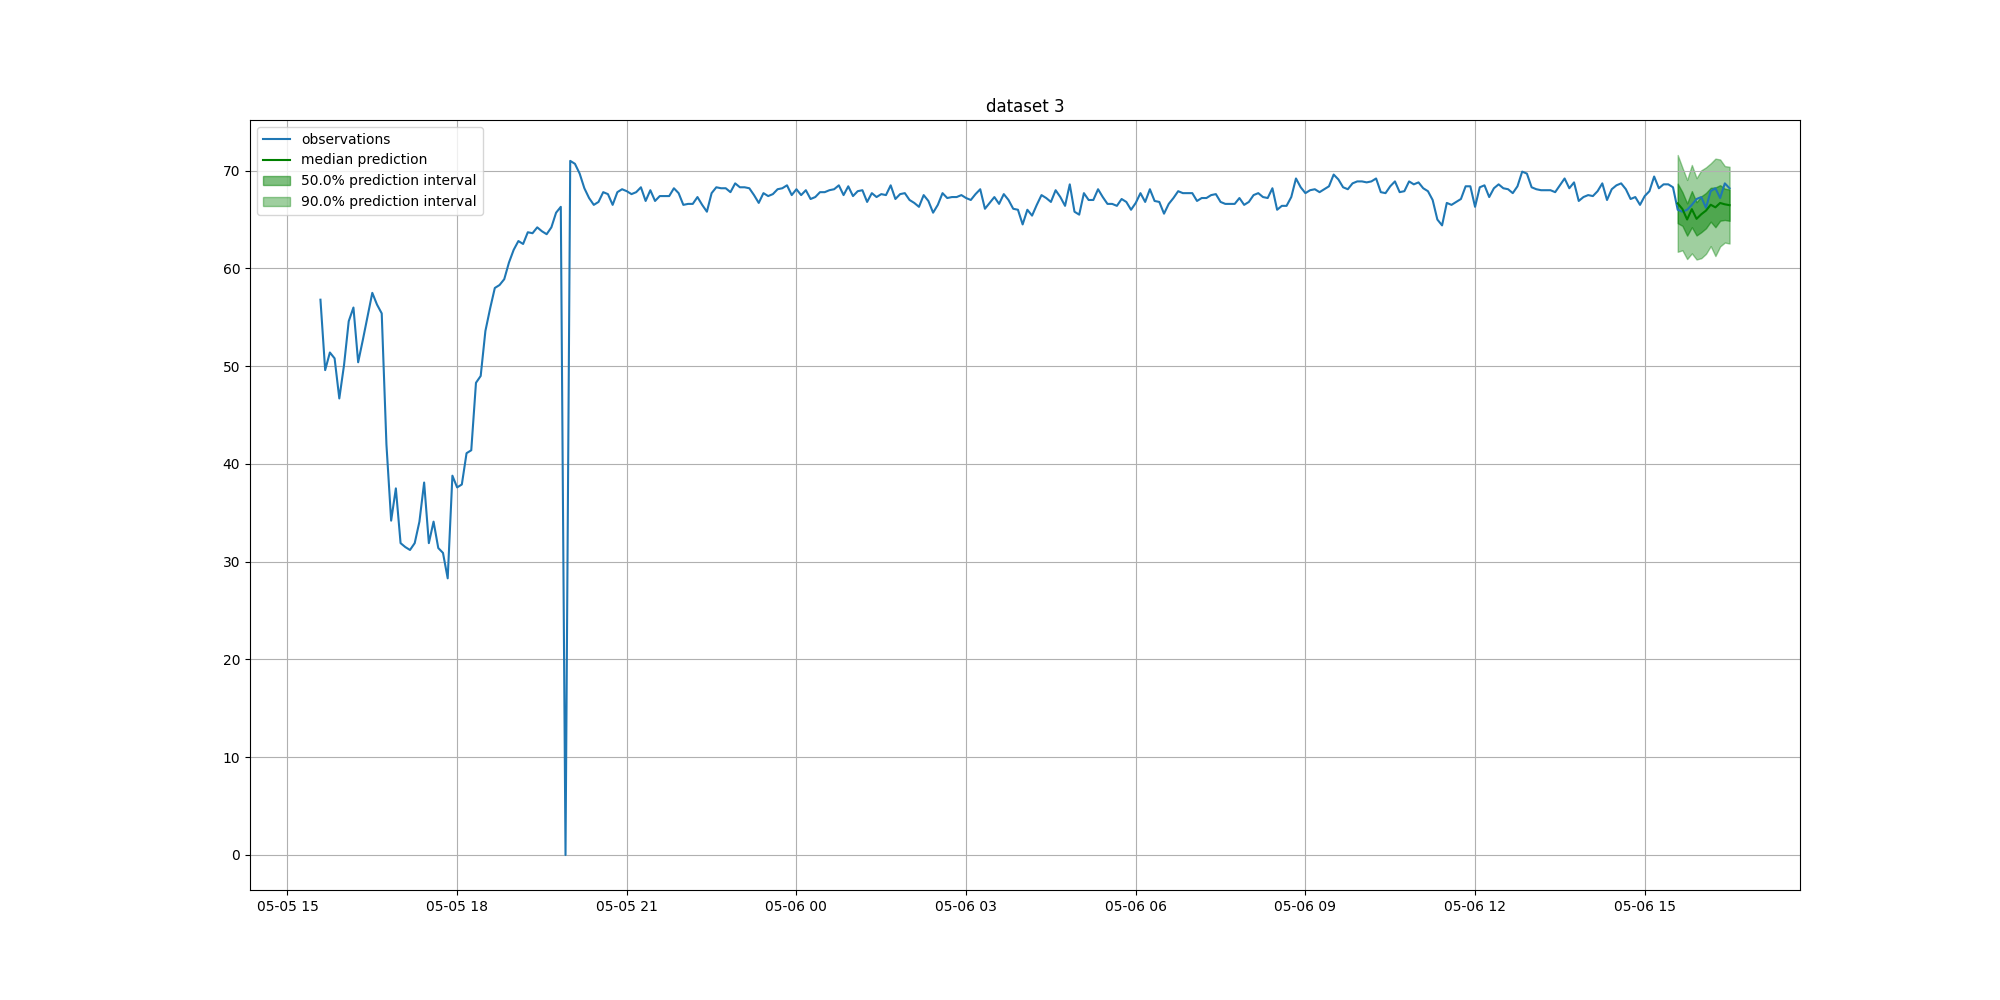 dataset 3
observations
median prediction
50.0% prediction interval
90.0% prediction interval
70
60
50
40
30
20
10
0
05-05 15 05-05 18 05-05 21 05-06 00 05-06 03 05-06 06 05-06 09 05-06 12 05-06 15